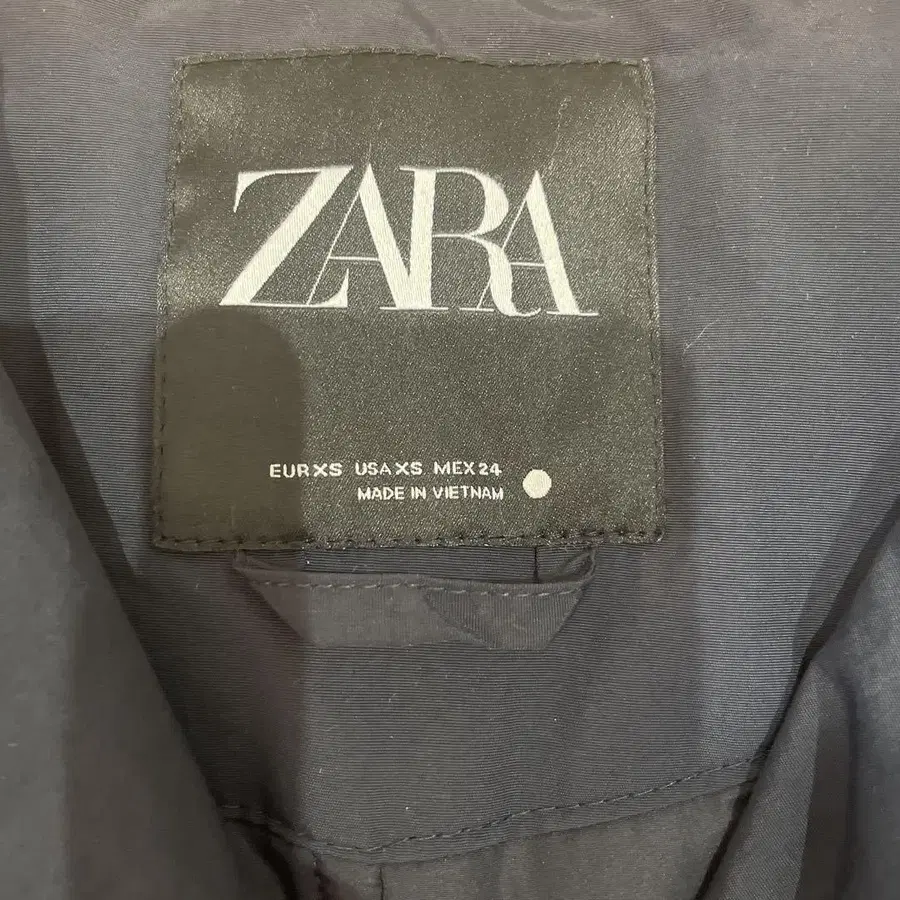 ZARA
EUR XS USA XS MEX 24
MADE IN VIETNAM